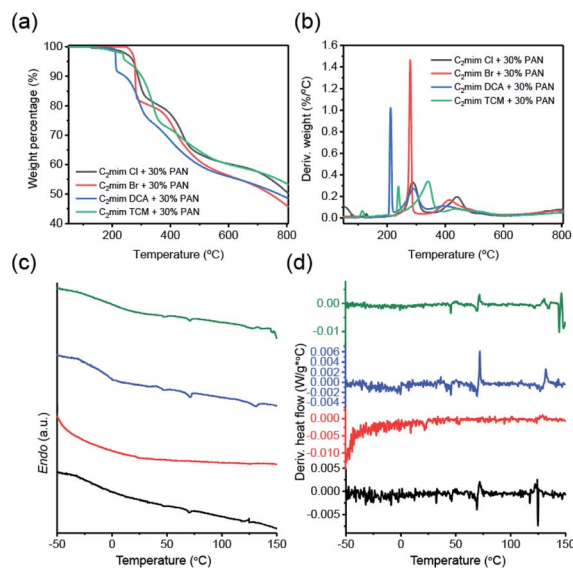 (a)
100
90
80
70
60
50
40
Weight percentage (%)
C₂mim Cl + 30% PAN
C₂mim Br + 30% PAN
C₂mim DCA + 30% PAN
C₂mim TCM + 30% PAN
0 200 400 600 800
Temperature (°C)
(b)
1.6
1.4
1.2
1.0
0.8
0.6
0.4
0.2
0.0
Deriv. weight (%/°C)
C₂mim Cl + 30% PAN
C₂mim Br + 30% PAN
C₂mim DCA + 30% PAN
C₂mim TCM + 30% PAN
0 200 400 600 800
Temperature (°C)
(c)
Endo (a.u.)
-50 0 50 100 150
Temperature (°C)
(d)
0.00
-0.01
0.006
0.004
0.002
0.000
-0.002
-0.004
0.000
-0.005
-0.010
0.005
0.000
-0.005
Deriv. heat flow (W/g*°C)
-50 0 50 100 150
Temperature (°C)